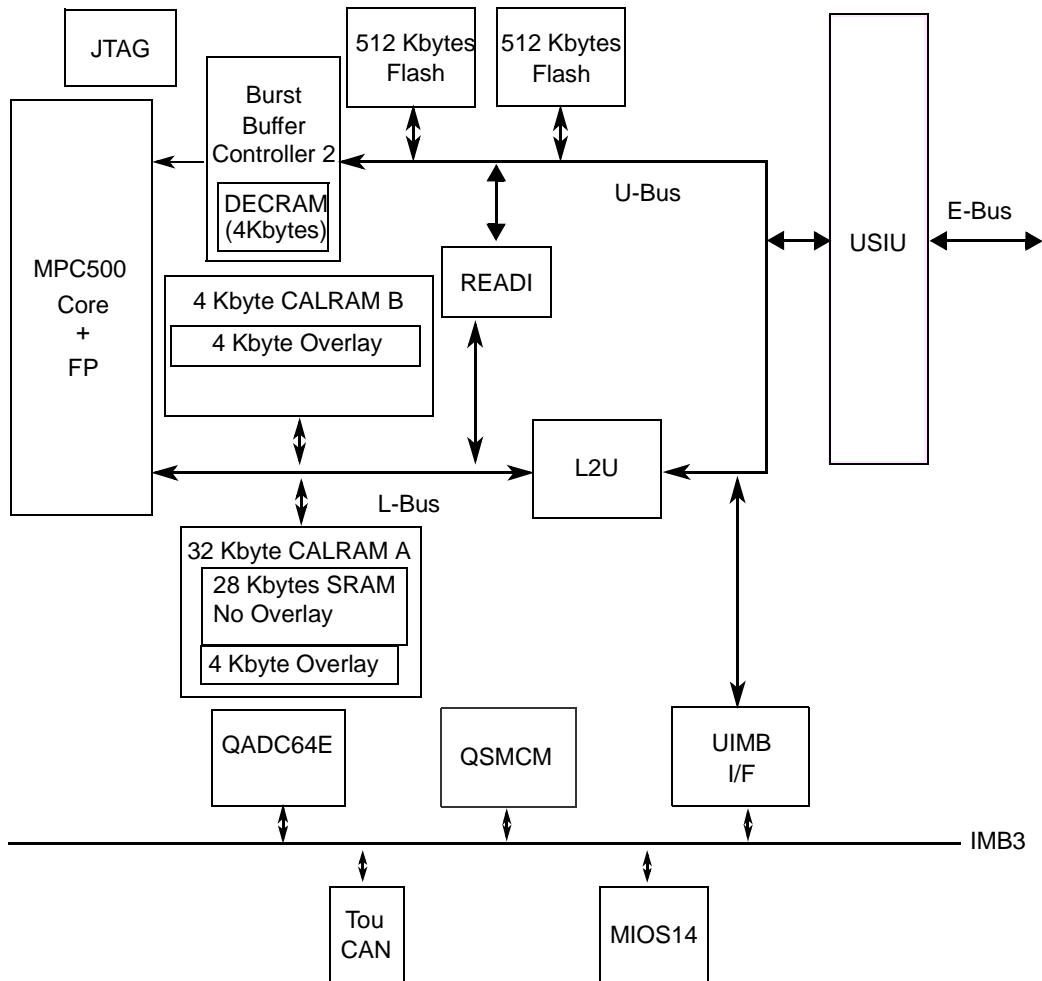 JTAG
512 Kbytes
Flash
512 Kbytes
Flash
Burst
Buffer
Controller 2
DECRAM
(4Kbytes)
U-Bus
E-Bus
USIU
MPC500
Core
+
FP
READI
4 Kbyte CALRAM B
4 Kbyte Overlay
L2U
L-Bus
32 Kbyte CALRAM A
28 Kbytes SRAM
No Overlay
4 Kbyte Overlay
QADC64E
QSMCM
UIMB
I/F
IMB3
Tou
CAN
MIOS14